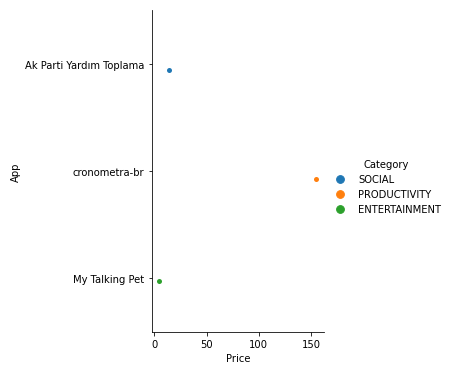 Ak Parti Yardım Toplama
cronometra-br
My Talking Pet
App
0 50 100 150
Price
Category
SOCIAL
PRODUCTIVITY
ENTERTAINMENT